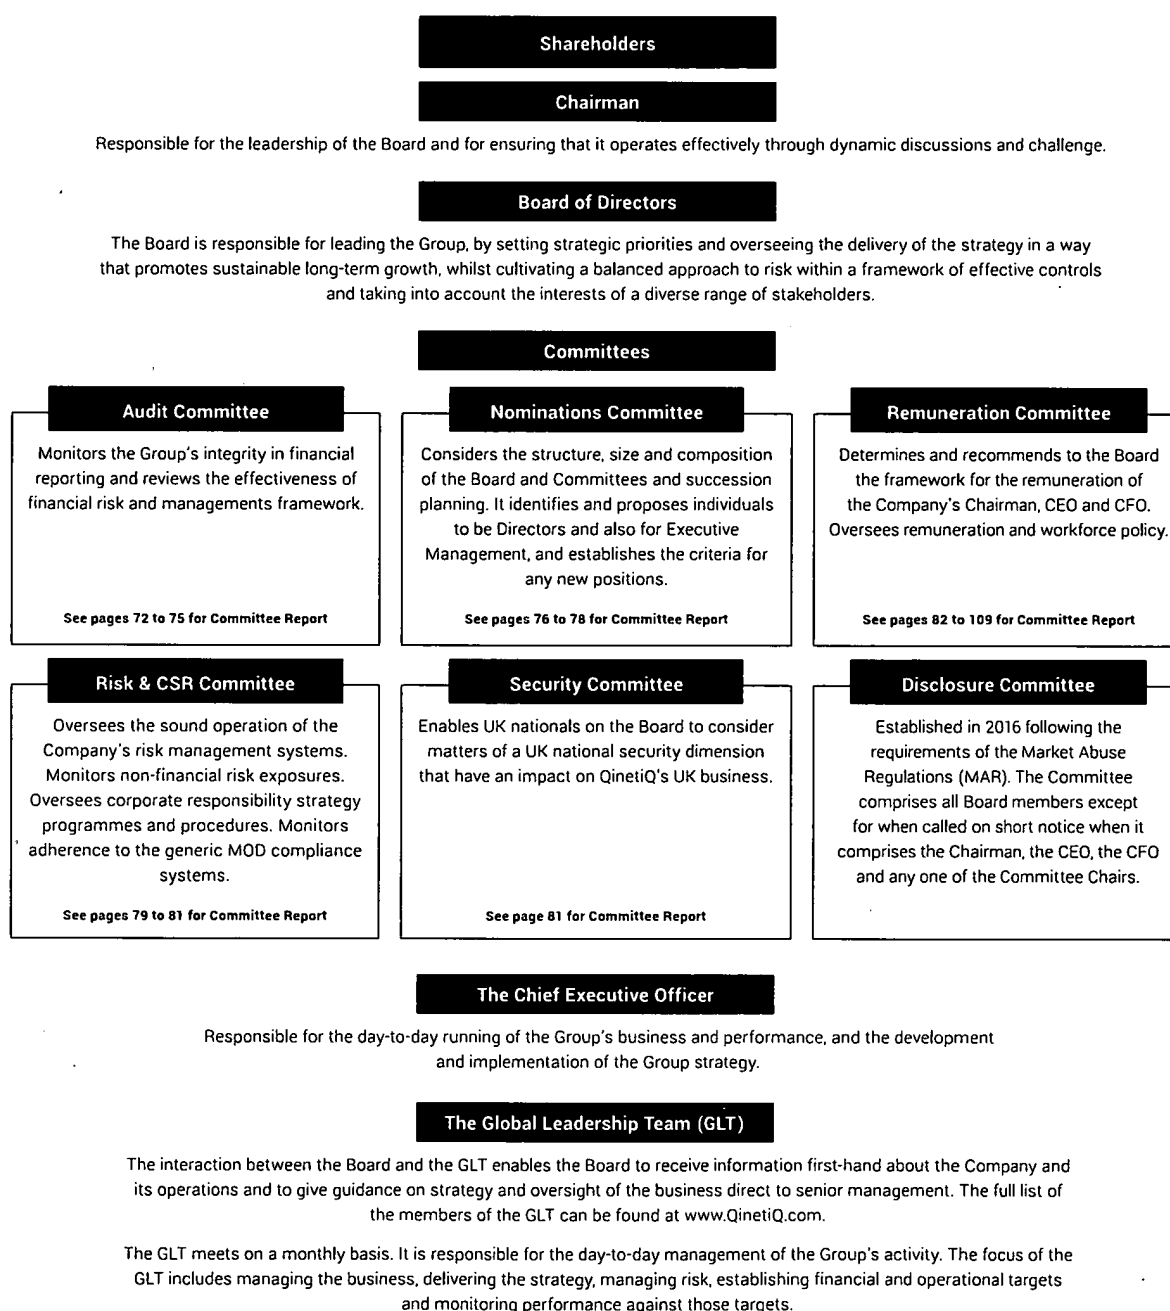 Shareholders
Chairman
Responsible for the leadership of the Board and for ensuring that it operates effectively through dynamic discussions and challenge.
Board of Directors
The Board is responsible for leading the Group, by setting strategic priorities and overseeing the delivery of the strategy in a way
that promotes sustainable long-term growth, whilst cultivating a balanced approach to risk within a framework of effective controls
and taking into account the interests of a diverse range of stakeholders.
Committees
Audit Committee
Monitors the Group's integrity in financial
reporting and reviews the effectiveness of
financial risk and managements framework.
See pages 72 to 75 for Committee Report
Nominations Committee
Considers the structure, size and composition
of the Board and Committees and succession
planning. It identifies and proposes individuals
to be Directors and also for Executive
Management, and establishes the criteria for
any new positions.
See pages 76 to 78 for Committee Report
Remuneration Committee
Determines and recommends to the Board
the framework for the remuneration of
the Company's Chairman, CEO and CFO.
Oversees remuneration and workforce policy.
See pages 82 to 109 for Committee Report
Risk & CSR Committee
Oversees the sound operation of the
Company's risk management systems.
Monitors non-financial risk exposures.
Oversees corporate responsibility strategy
programmes and procedures. Monitors
adherence to the generic MOD compliance
systems.
See pages 79 to 81 for Committee Report
Security Committee
Enables UK nationals on the Board to consider
matters of a UK national security dimension
that have an impact on QinetiQ's UK business.
See page 81 for Committee Report
Disclosure Committee
Established in 2016 following the
requirements of the Market Abuse
Regulations (MAR). The Committee
comprises all Board members except
for when called on short notice when it
comprises the Chairman, the CEO, the CFO
and any one of the Committee Chairs.
The Chief Executive Officer
Responsible for the day-to-day running of the Group's business and performance, and the development
and implementation of the Group strategy.
The Global Leadership Team (GLT)
The interaction between the Board and the GLT enables the Board to receive information first-hand about the Company and
its operations and to give guidance on strategy and oversight of the business direct to senior management. The full list of
the members of the GLT can be found at www.QinetiQ.com.
The GLT meets on a monthly basis. It is responsible for the day-to-day management of the Group's activity. The focus of the
GLT includes managing the business, delivering the strategy, managing risk, establishing financial and operational targets
and monitoring performance against those targets.